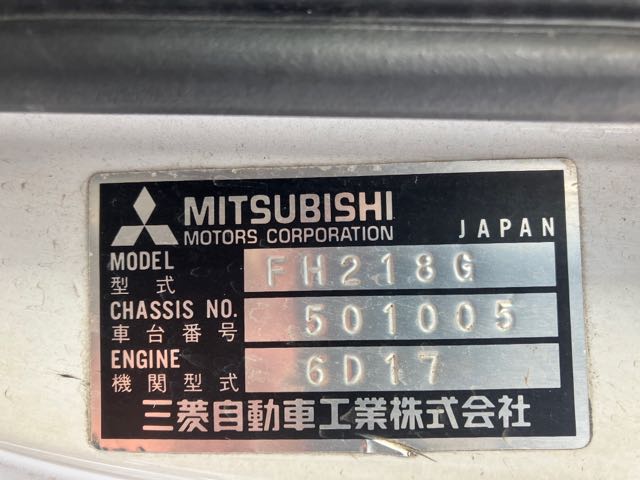 MITSUBISHI
MOTORS CORPORATION JAPAN
MODEL
型式 FH218G
CHASSIS NO.
車台番号 501005
ENGINE
機関型式 6D17
三菱自動車工業株式会社